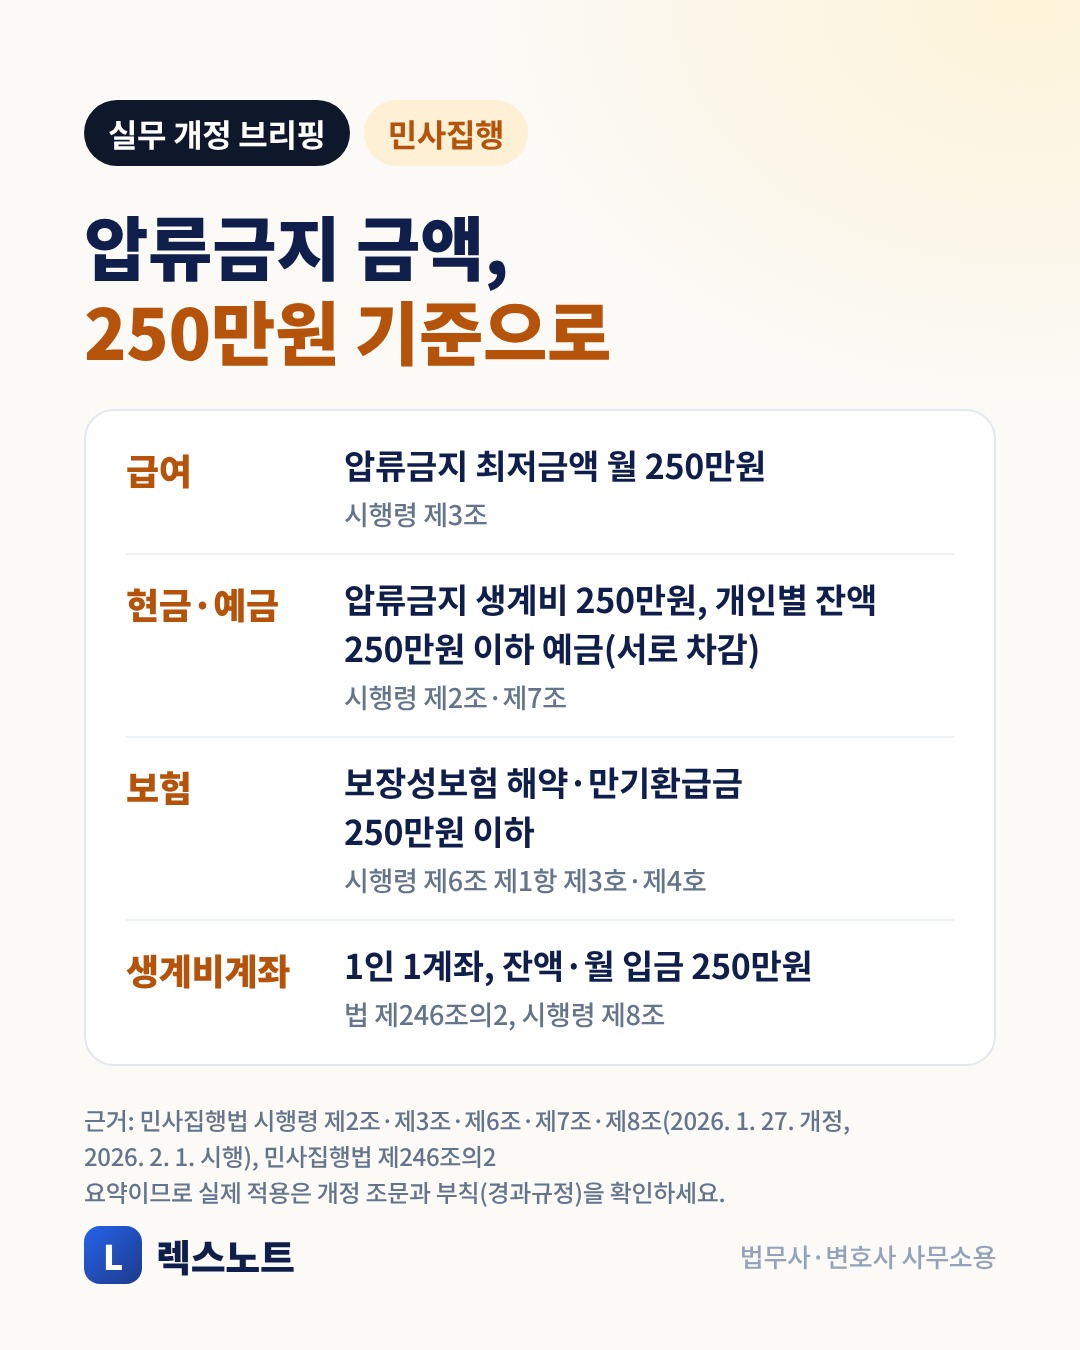 실무 개정 브리핑
민사집행
압류금지 금액,
250만원 기준으로
급여
압류금지 최저금액 월 250만원
시행령 제3조
현금·예금
압류금지 생계비 250만원, 개인별 잔액
250만원 이하 예금(서로 차감)
시행령 제2조·제7조
보험
보장성보험 해약·만기환급금
250만원 이하
시행령 제6조 제1항 제3호·제4호
생계비계좌
1인 1계좌, 잔액·월 입금 250만원
법 제246조의2, 시행령 제8조
근거: 민사집행법 시행령 제2조·제3조·제6조·제7조·제8조(2026. 1. 27. 개정,
2026. 2. 1. 시행), 민사집행법 제246조의2
요약이므로 실제 적용은 개정 조문과 부칙(경과규정)을 확인하세요.
L 렉스노트
법무사·변호사 사무소용